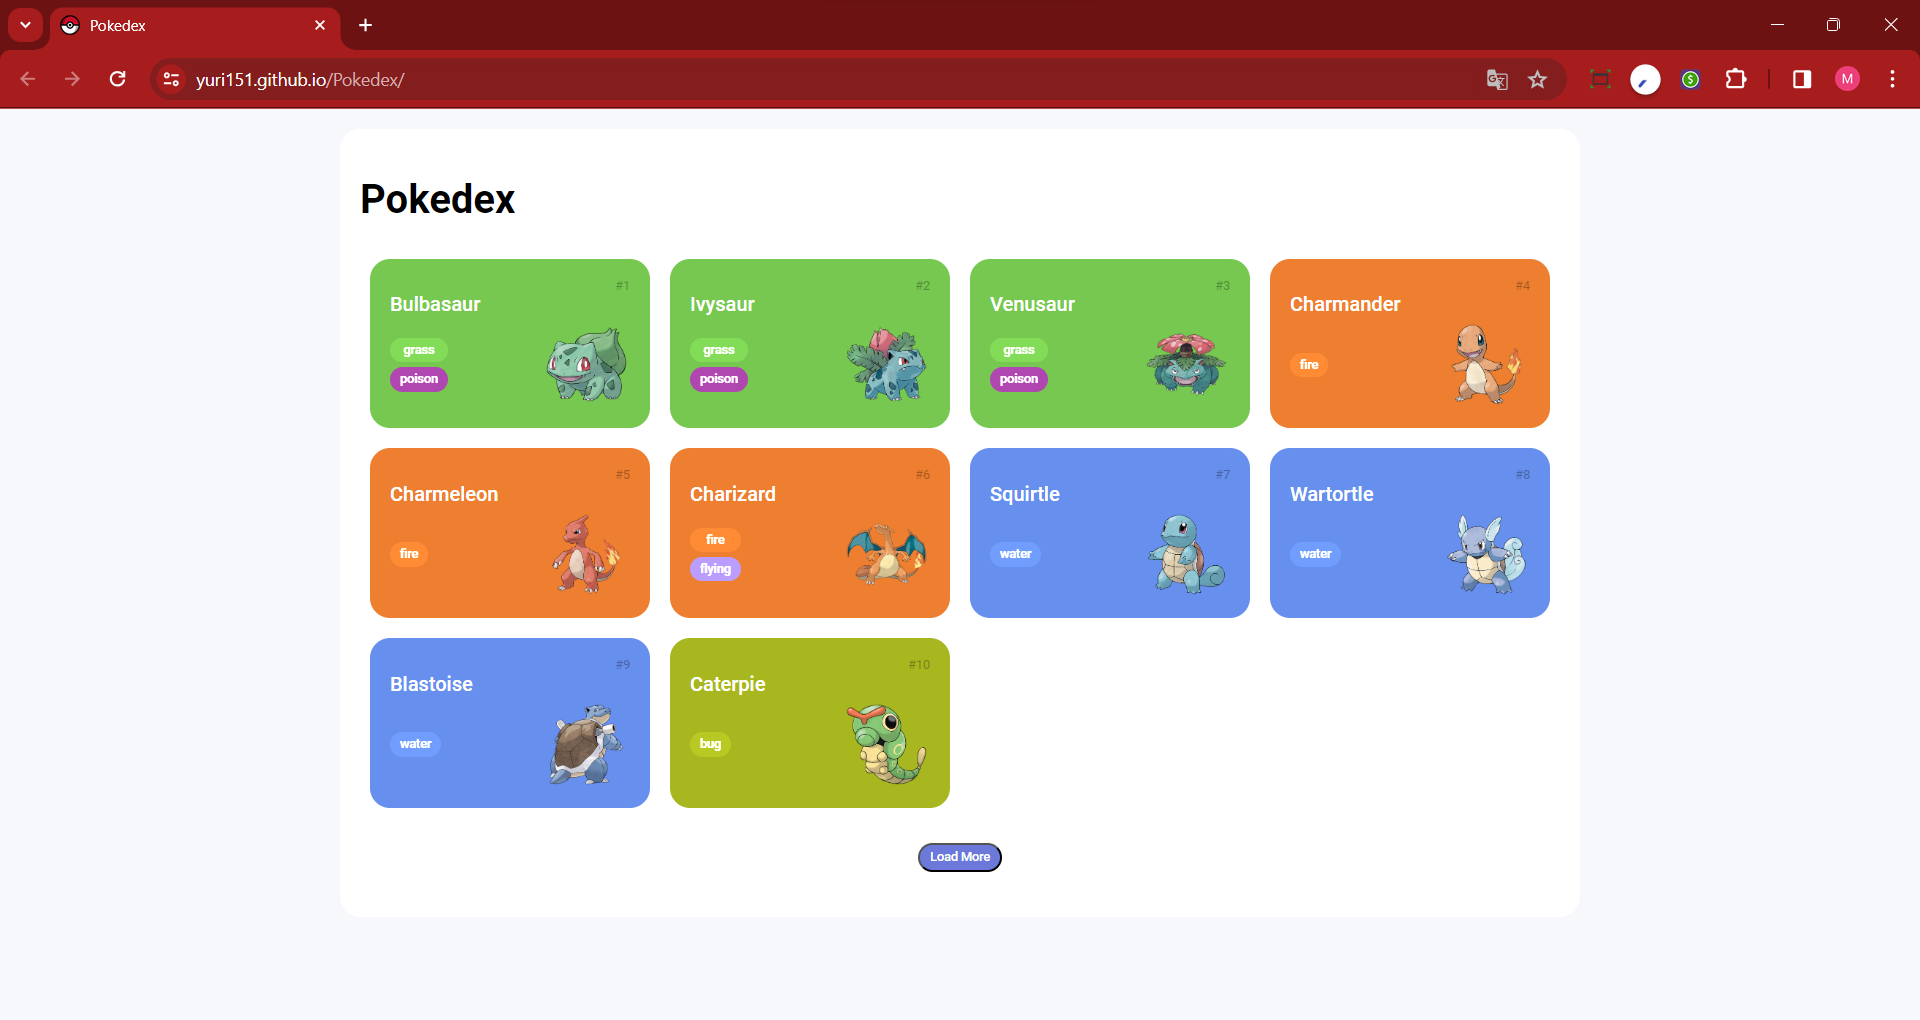 Pokedex
yuri151.github.io/Pokedex/
M
Pokedex
#1
Bulbasaur
grass
poison
#2
Ivysaur
grass
poison
#3
Venusaur
grass
poison
#4
Charmander
fire
#5
Charmeleon
fire
#6
Charizard
fire
flying
#7
Squirtle
water
#8
Wartortle
water
#9
Blastoise
water
#10
Caterpie
bug
Load More